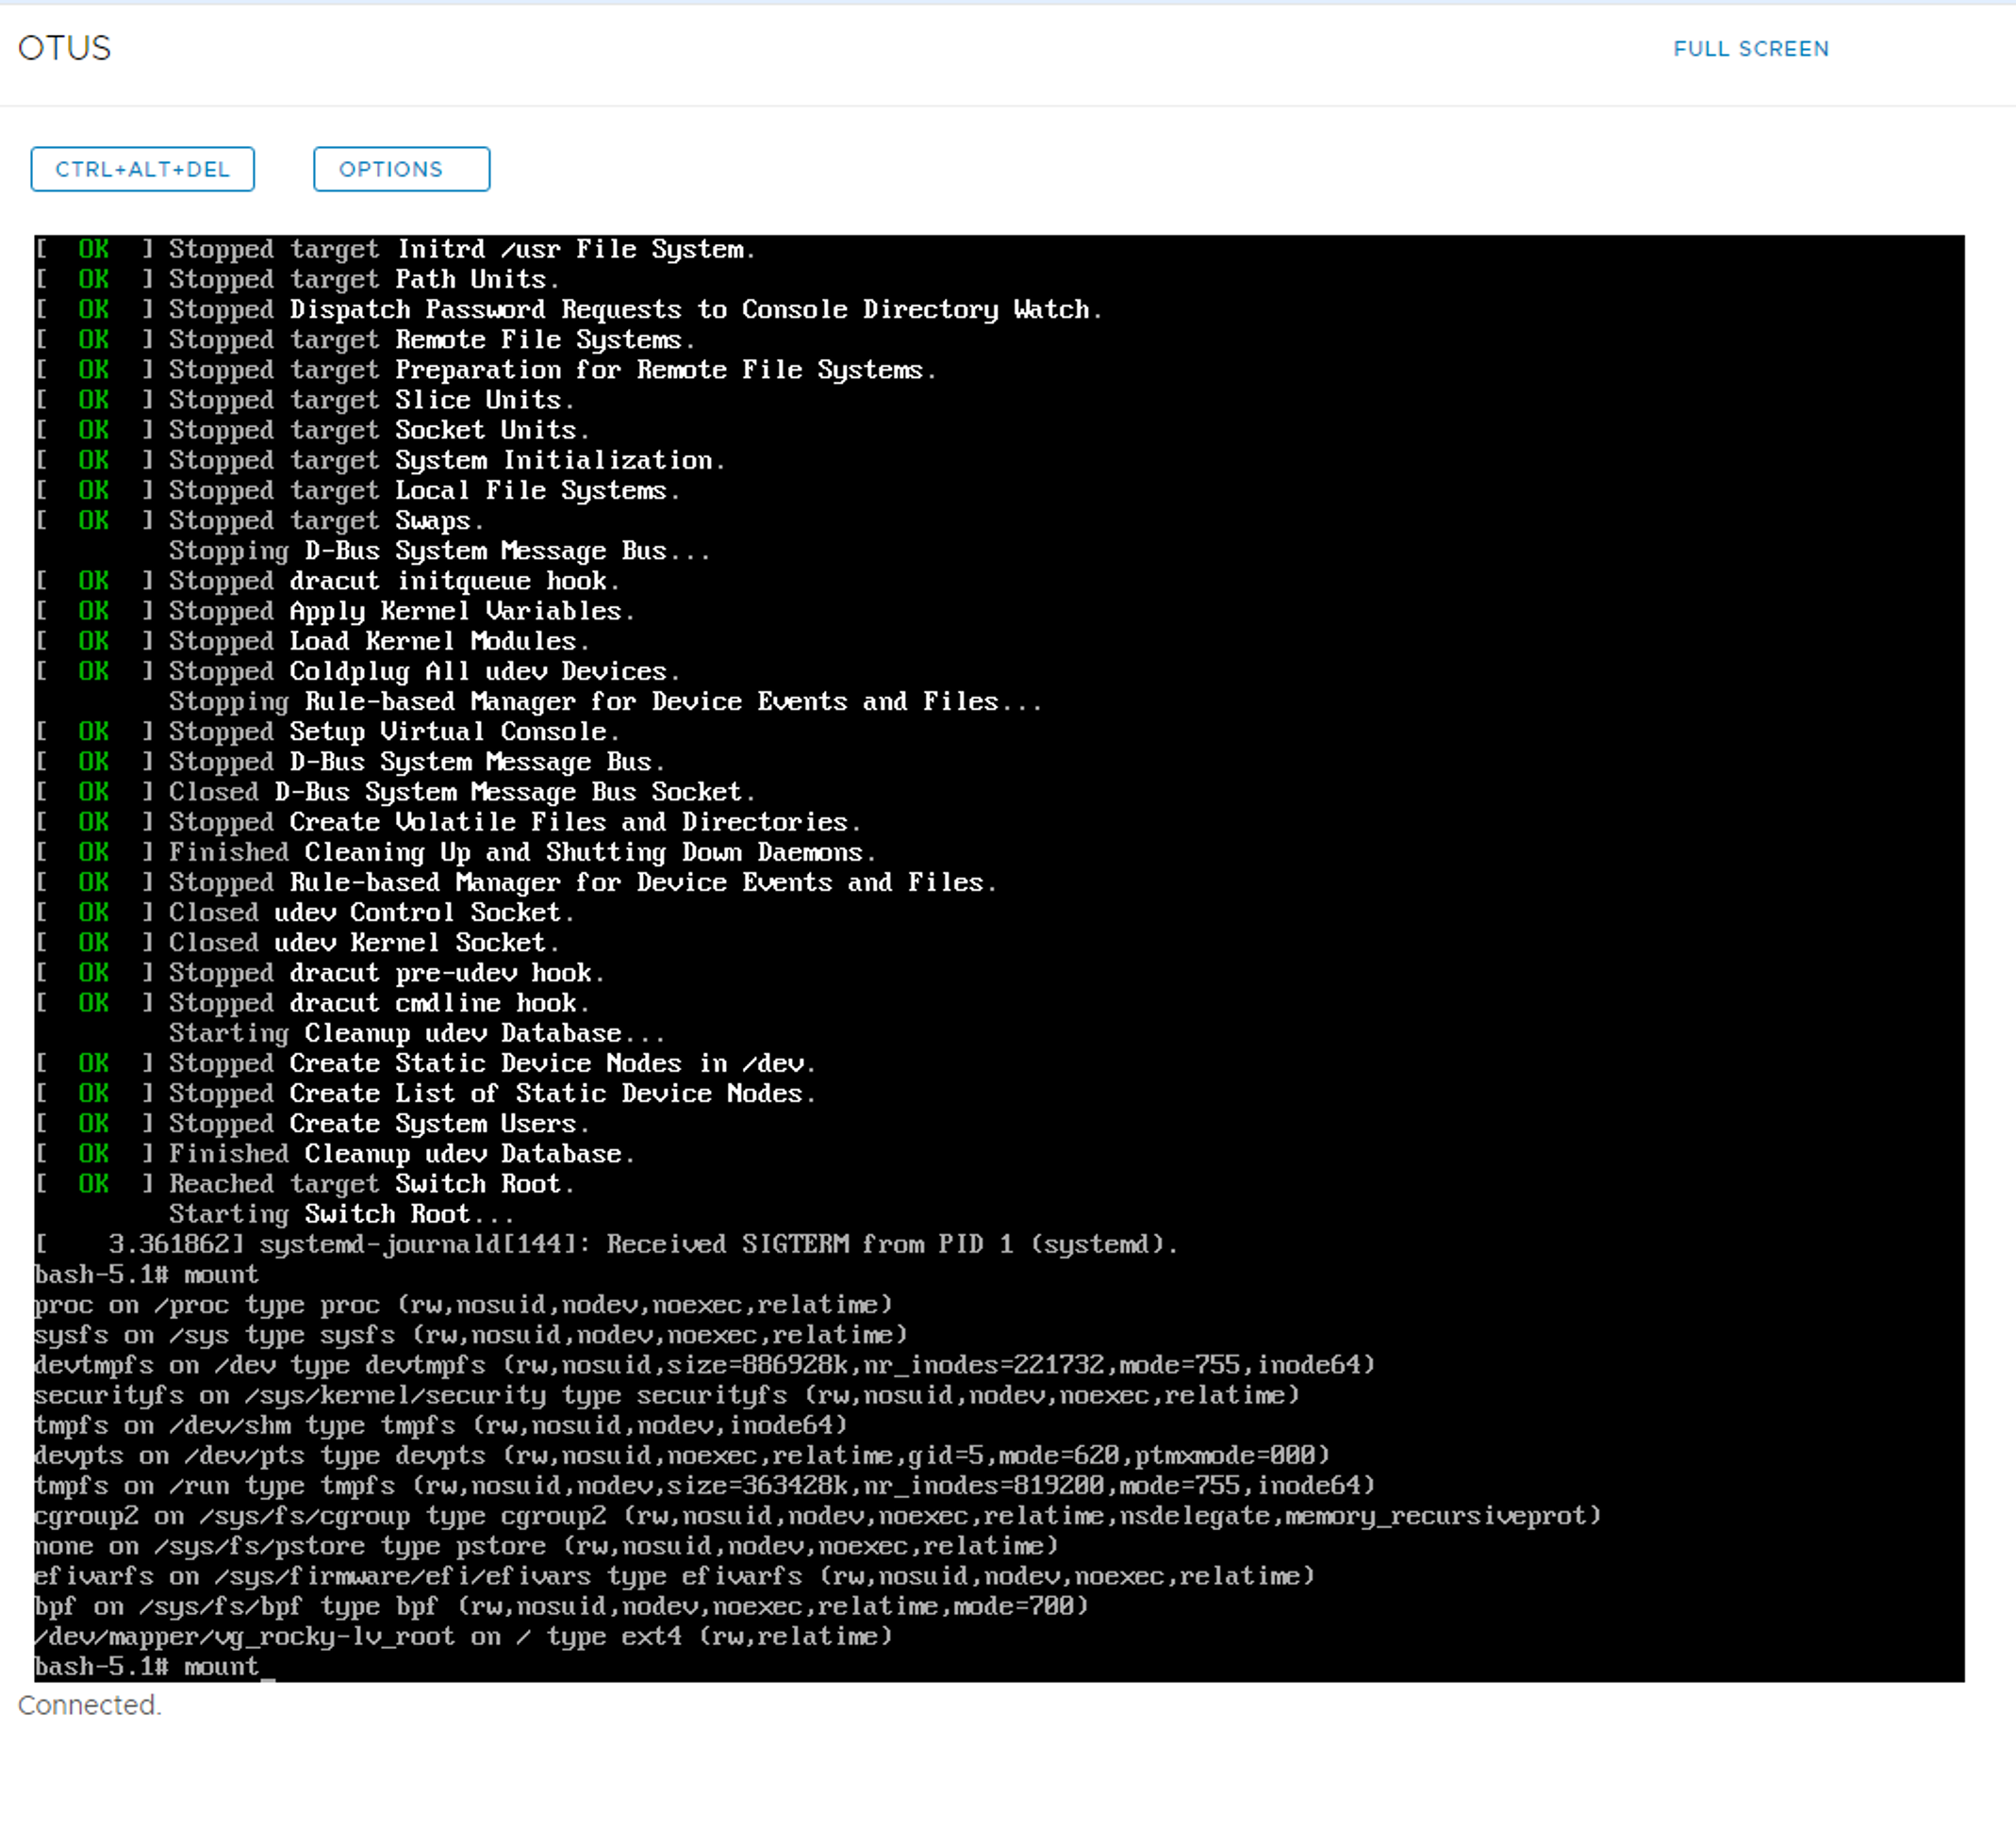 OTUS
FULL SCREEN
CTRL+ALT+DEL
OPTIONS
[  OK  ] Stopped target Initrd /usr File System.
[  OK  ] Stopped target Path Units.
[  OK  ] Stopped Dispatch Password Requests to Console Directory Watch.
[  OK  ] Stopped target Remote File Systems.
[  OK  ] Stopped target Preparation for Remote File Systems.
[  OK  ] Stopped target Slice Units.
[  OK  ] Stopped target Socket Units.
[  OK  ] Stopped target System Initialization.
[  OK  ] Stopped target Local File Systems.
[  OK  ] Stopped target Swaps.
         Stopping D-Bus System Message Bus...
[  OK  ] Stopped dracut initqueue hook.
[  OK  ] Stopped Apply Kernel Variables.
[  OK  ] Stopped Load Kernel Modules.
[  OK  ] Stopped Coldplug All udev Devices.
         Stopping Rule-based Manager for Device Events and Files...
[  OK  ] Stopped Setup Virtual Console.
[  OK  ] Stopped D-Bus System Message Bus.
[  OK  ] Closed D-Bus System Message Bus Socket.
[  OK  ] Stopped Create Volatile Files and Directories.
[  OK  ] Finished Cleaning Up and Shutting Down Daemons.
[  OK  ] Stopped Rule-based Manager for Device Events and Files.
[  OK  ] Closed udev Control Socket.
[  OK  ] Closed udev Kernel Socket.
[  OK  ] Stopped dracut pre-udev hook.
[  OK  ] Stopped dracut cmdline hook.
         Starting Cleanup udev Database...
[  OK  ] Stopped Create Static Device Nodes in /dev.
[  OK  ] Stopped Create List of Static Device Nodes.
[  OK  ] Stopped Create System Users.
[  OK  ] Finished Cleanup udev Database.
[  OK  ] Reached target Switch Root.
         Starting Switch Root...
[    3.361862] systemd-journald[144]: Received SIGTERM from PID 1 (systemd).
bash-5.1# mount
proc on /proc type proc (rw,nosuid,nodev,noexec,relatime)
sysfs on /sys type sysfs (rw,nosuid,nodev,noexec,relatime)
devtmpfs on /dev type devtmpfs (rw,nosuid,size=886928k,nr_inodes=221732,mode=755,inode64)
securityfs on /sys/kernel/security type securityfs (rw,nosuid,nodev,noexec,relatime)
tmpfs on /dev/shm type tmpfs (rw,nosuid,nodev,inode64)
devpts on /dev/pts type devpts (rw,nosuid,noexec,relatime,gid=5,mode=620,ptmxmode=000)
tmpfs on /run type tmpfs (rw,nosuid,nodev,size=363428k,nr_inodes=819200,mode=755,inode64)
cgroup2 on /sys/fs/cgroup type cgroup2 (rw,nosuid,nodev,noexec,relatime,nsdelegate,memory_recursiveprot)
none on /sys/fs/pstore type pstore (rw,nosuid,nodev,noexec,relatime)
efivarfs on /sys/firmware/efi/efivars type efivarfs (rw,nosuid,nodev,noexec,relatime)
bpf on /sys/fs/bpf type bpf (rw,nosuid,nodev,noexec,relatime,mode=700)
/dev/mapper/vg_rocky-lv_root on / type ext4 (rw,relatime)
bash-5.1# mount_
Connected.